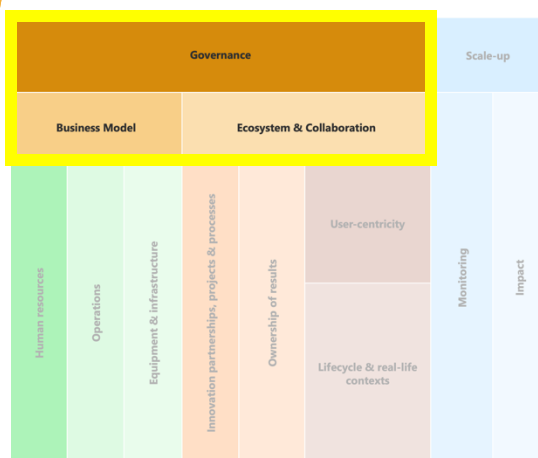 Governance
Scale-up
Business Model
Ecosystem & Collaboration
Human resources
Operations
Equipment & infrastructure
Innovation partnerships, projects & processes
Ownership of results
User-centricity
Lifecycle & real-life
contexts
Monitoring
Impact